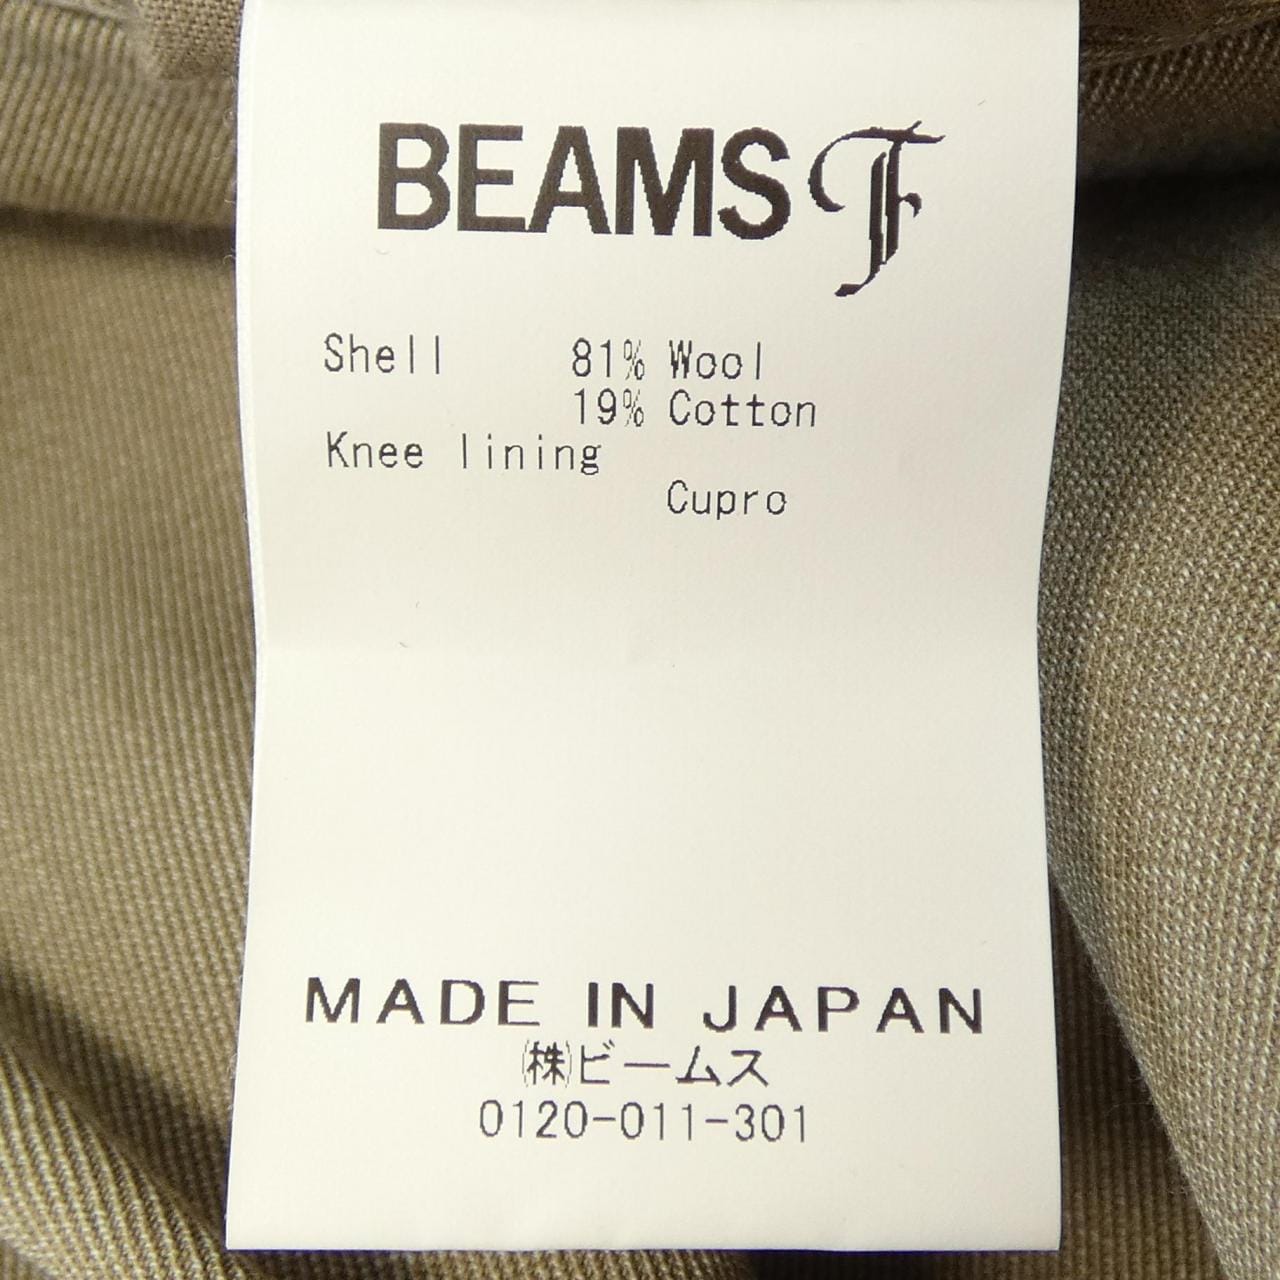 BEAMS F
Shell 81% Wool
19% Cotton
Knee lining
Cupro
MADE IN JAPAN
㈱ビームス
0120-011-301